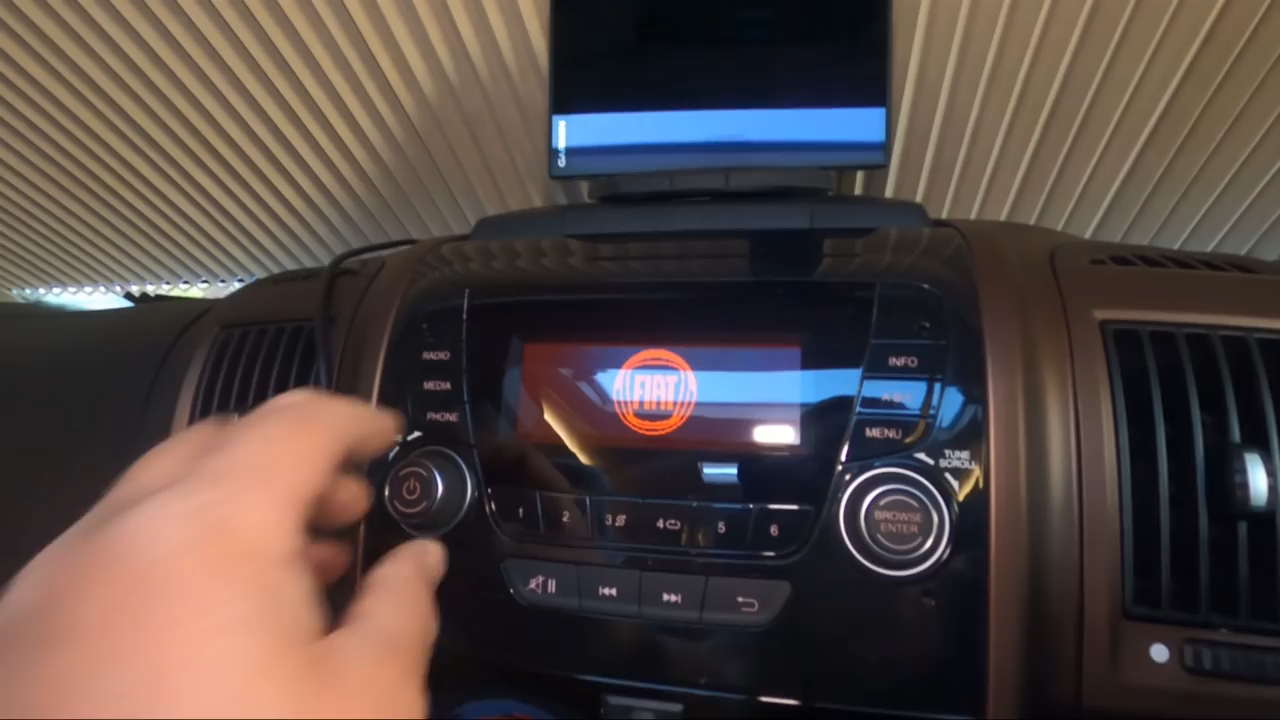 RADIO
MEDIA
PHONE
FIAT
INFO
MENU
TUNE
SCROLL
1
2
3
4
5
6
BROWSE
ENTER